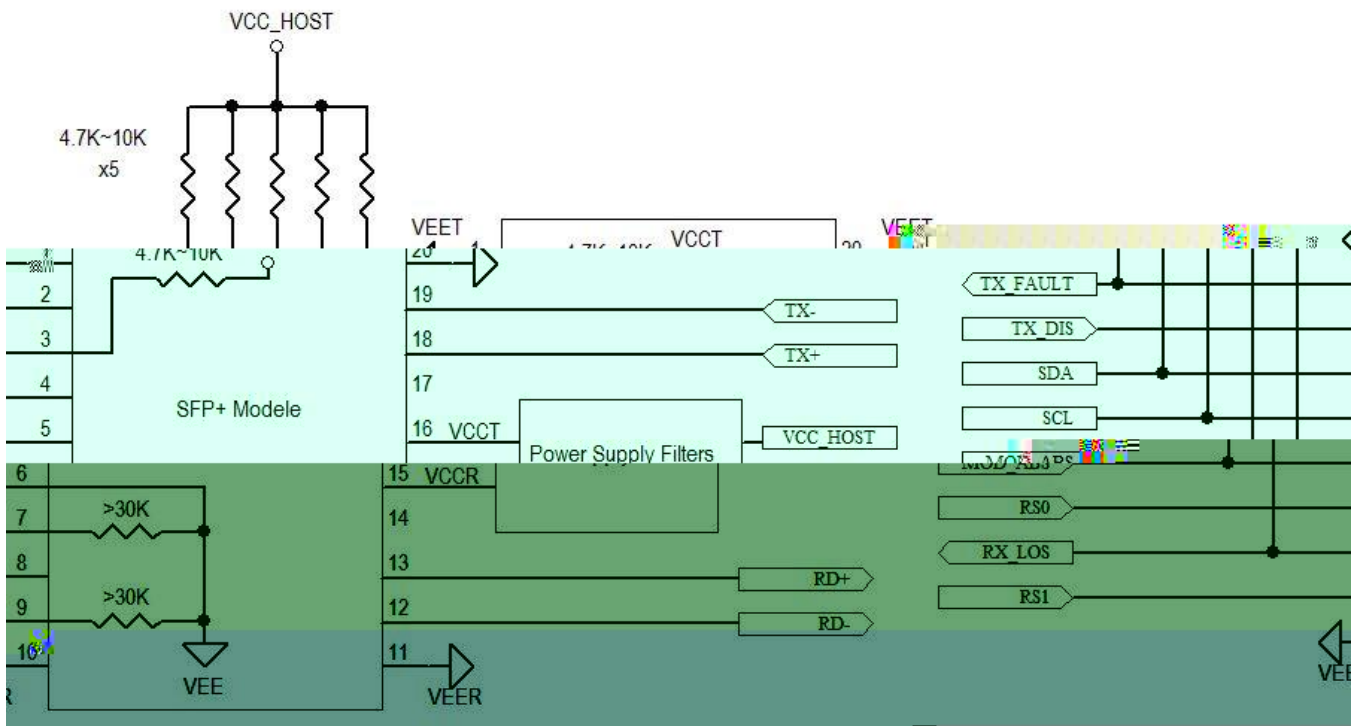 VCC_HOST
4.7K~10K
x5
VEET
VCCT
VEET
4.7K~10K
20
2
19
TX-
TX_FAULT
3
18
TX+
TX_DIS
4
17
SDA
5
SFP+ Modele
16
VCCT
VCC_HOST
SCL
Power Supply Filters
6
15
VCCR
7
>30K
14
RS0
8
13
RD+
RX_LOS
9
>30K
12
RD-
RS1
10
11
VEE
VEER